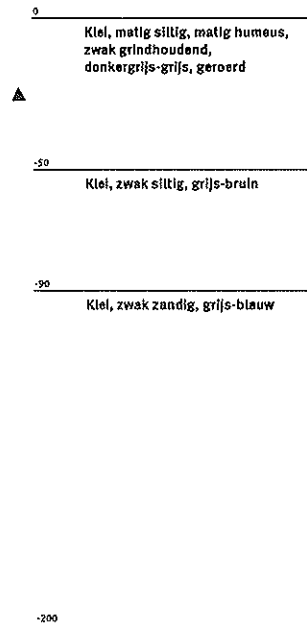 0
Klei, matig siltig, matig humeus,
zwak grindhoudend,
donkergrijs-grijs, geroerd
-50
Klei, zwak siltig, grijs-bruin
-90
Klei, zwak zandig, grijs-blauw
-200